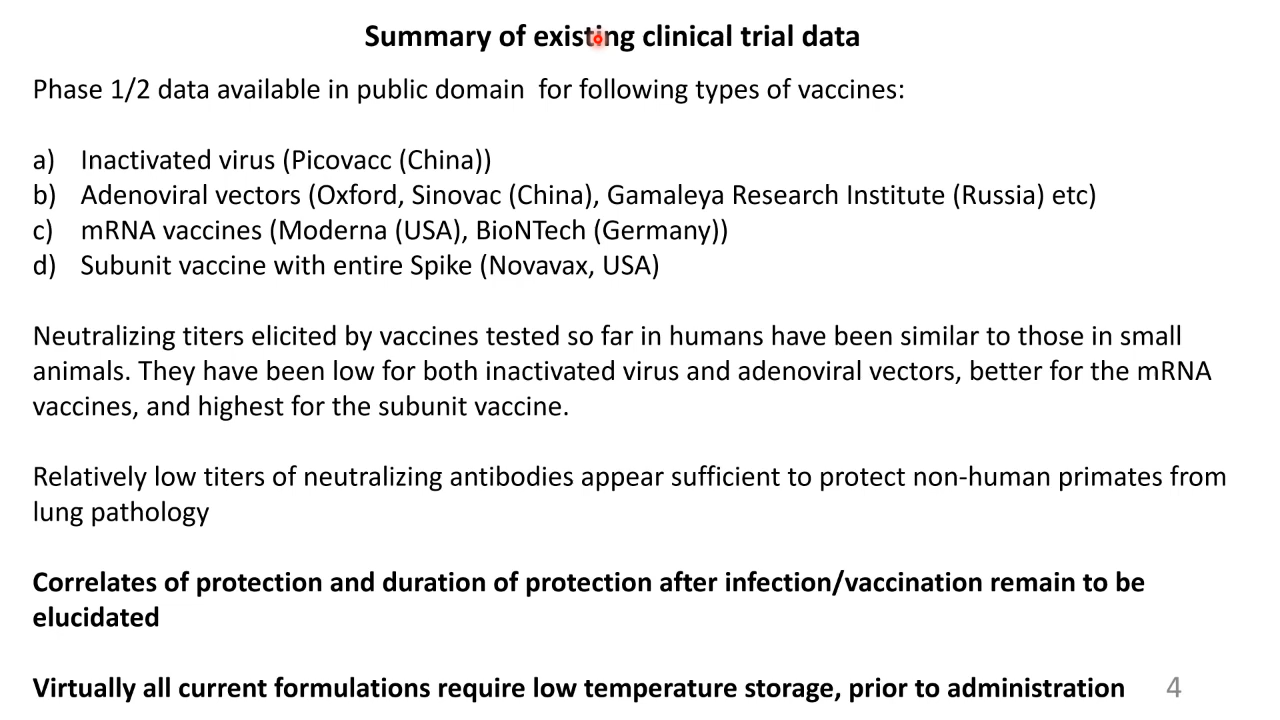 Summary of existing clinical trial data
Phase 1/2 data available in public domain for following types of vaccines:
a) Inactivated virus (Picovacc (China))
b) Adenoviral vectors (Oxford, Sinovac (China), Gamaleya Research Institute (Russia) etc)
c) mRNA vaccines (Moderna (USA), BioNTech (Germany))
d) Subunit vaccine with entire Spike (Novavax, USA)
Neutralizing titers elicited by vaccines tested so far in humans have been similar to those in small
animals. They have been low for both inactivated virus and adenoviral vectors, better for the mRNA
vaccines, and highest for the subunit vaccine.
Relatively low titers of neutralizing antibodies appear sufficient to protect non-human primates from
lung pathology
Correlates of protection and duration of protection after infection/vaccination remain to be
elucidated
Virtually all current formulations require low temperature storage, prior to administration 4